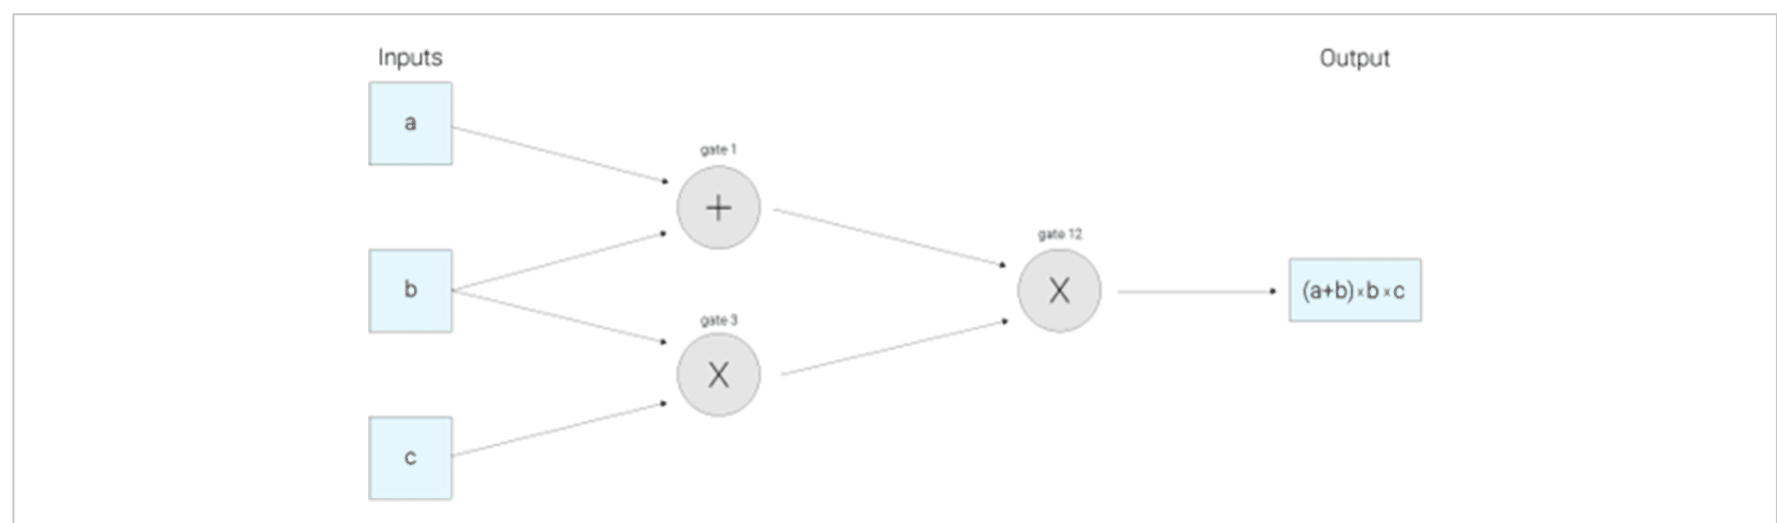 Inputs
Output
a
gate 1
+
gate 12
b
X
(a+b)×b×c
gate 3
X
c